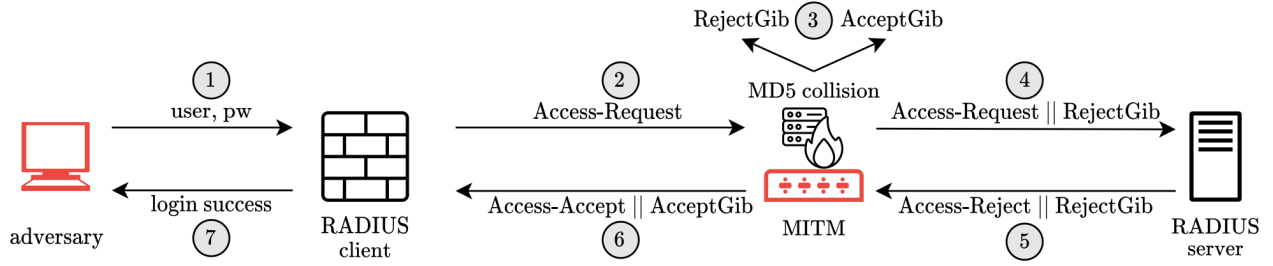 RejectGib 3 AcceptGib
1
2
MD5 collision
4
user, pw
Access-Request
Access-Request || RejectGib
login success
Access-Accept || AcceptGib
Access-Reject || RejectGib
adversary
7
RADIUS
client
6
MITM
5
RADIUS
server